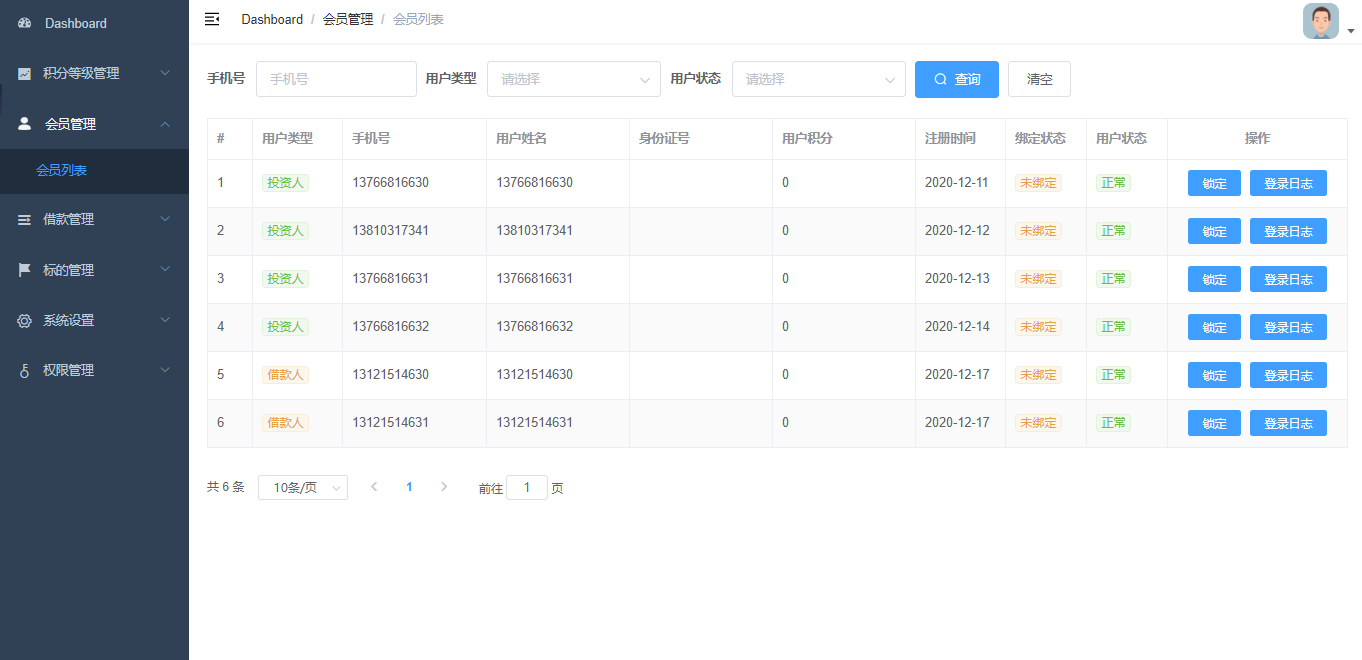 Dashboard
积分等级管理
会员管理
会员列表
借款管理
标的管理
系统设置
权限管理
Dashboard / 会员管理 / 会员列表
手机号 手机号 用户类型 请选择 用户状态 请选择 查询 清空
# 用户类型 手机号 用户姓名 身份证号 用户积分 注册时间 绑定状态 用户状态 操作
1 投资人 13766816630 13766816630 0 2020-12-11 未绑定 正常 锁定 登录日志
2 投资人 13810317341 13810317341 0 2020-12-12 未绑定 正常 锁定 登录日志
3 投资人 13766816631 13766816631 0 2020-12-13 未绑定 正常 锁定 登录日志
4 投资人 13766816632 13766816632 0 2020-12-14 未绑定 正常 锁定 登录日志
5 借款人 13121514630 13121514630 0 2020-12-17 未绑定 正常 锁定 登录日志
6 借款人 13121514631 13121514631 0 2020-12-17 未绑定 正常 锁定 登录日志
共 6 条 10条/页 1 前往 1 页